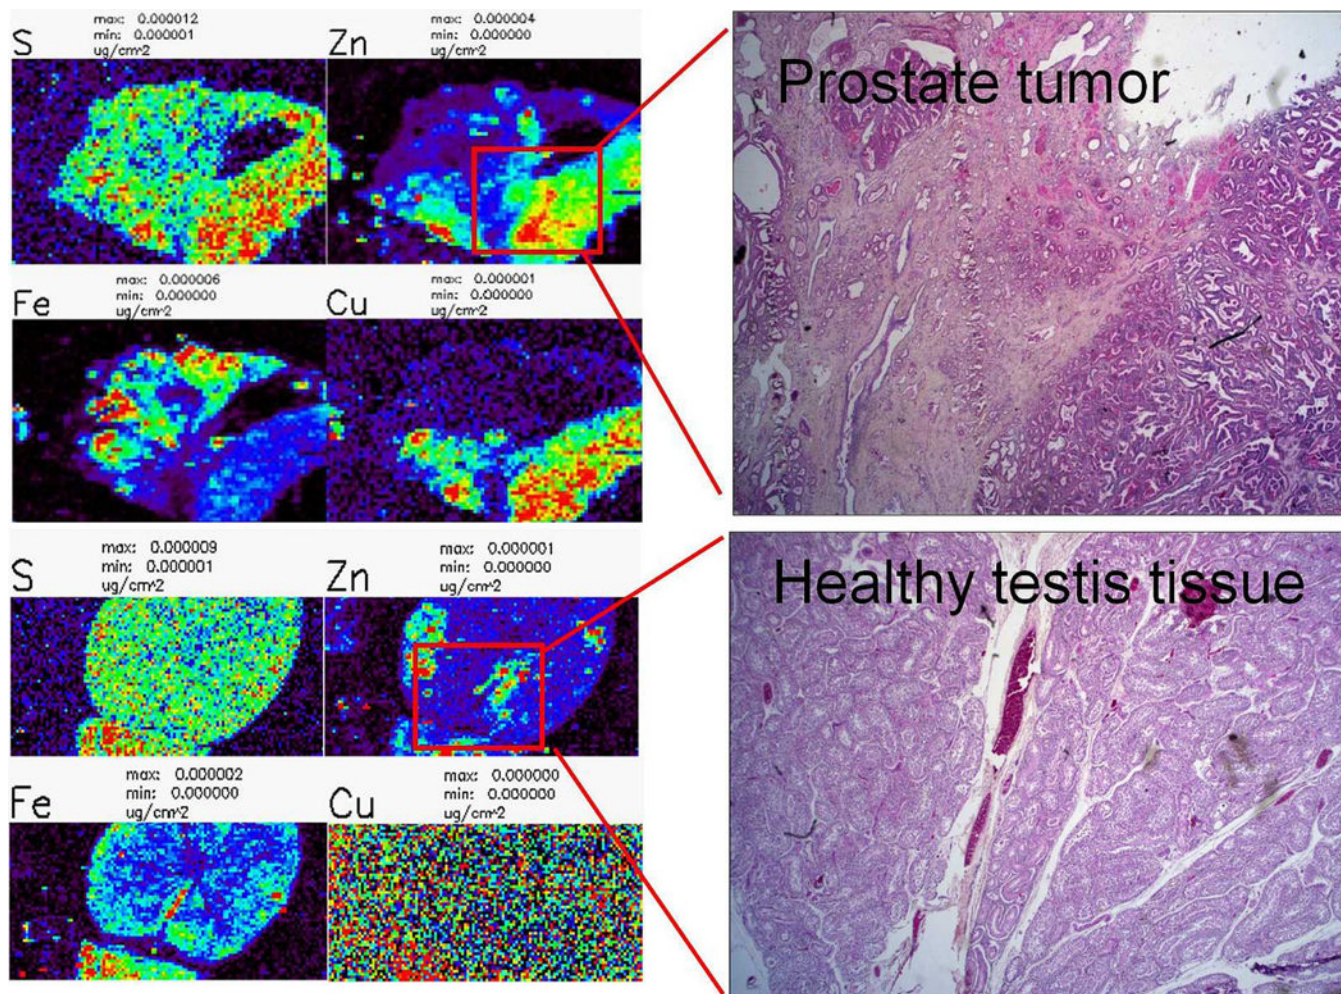 S
max: 0.000012
min: 0.000001
ug/cm^2
Zn
max: 0.000004
min: 0.000000
ug/cm^2
Prostate tumor
Fe
max: 0.000006
min: 0.000000
ug/cm^2
Cu
max: 0.000001
min: 0.000000
ug/cm^2
S
max: 0.000009
min: 0.000001
ug/cm^2
Zn
max: 0.000001
min: 0.000000
ug/cm^2
Healthy testis tissue
Fe
max: 0.000002
min: 0.000000
ug/cm^2
Cu
max: 0.000000
min: 0.000000
ug/cm^2